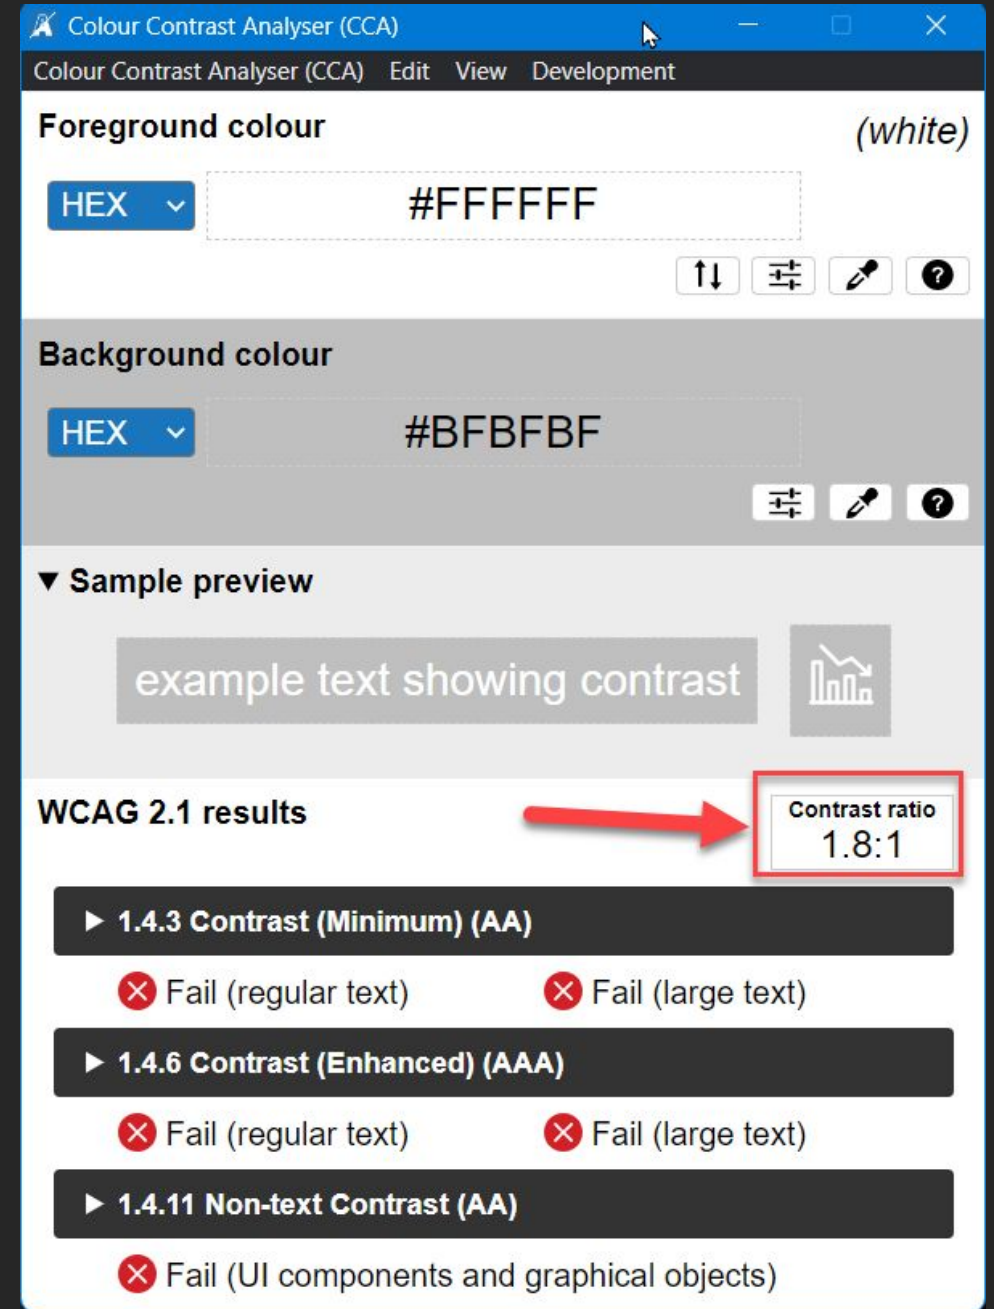 Colour Contrast Analyser (CCA)
Colour Contrast Analyser (CCA) Edit View Development
Foreground colour (white)
HEX #FFFFFF
?
Background colour
HEX #BFBFBF
?
▼ Sample preview
example text showing contrast
WCAG 2.1 results
Contrast ratio
1.8:1
▶ 1.4.3 Contrast (Minimum) (AA)
Fail (regular text) Fail (large text)
▶ 1.4.6 Contrast (Enhanced) (AAA)
Fail (regular text) Fail (large text)
▶ 1.4.11 Non-text Contrast (AA)
Fail (UI components and graphical objects)